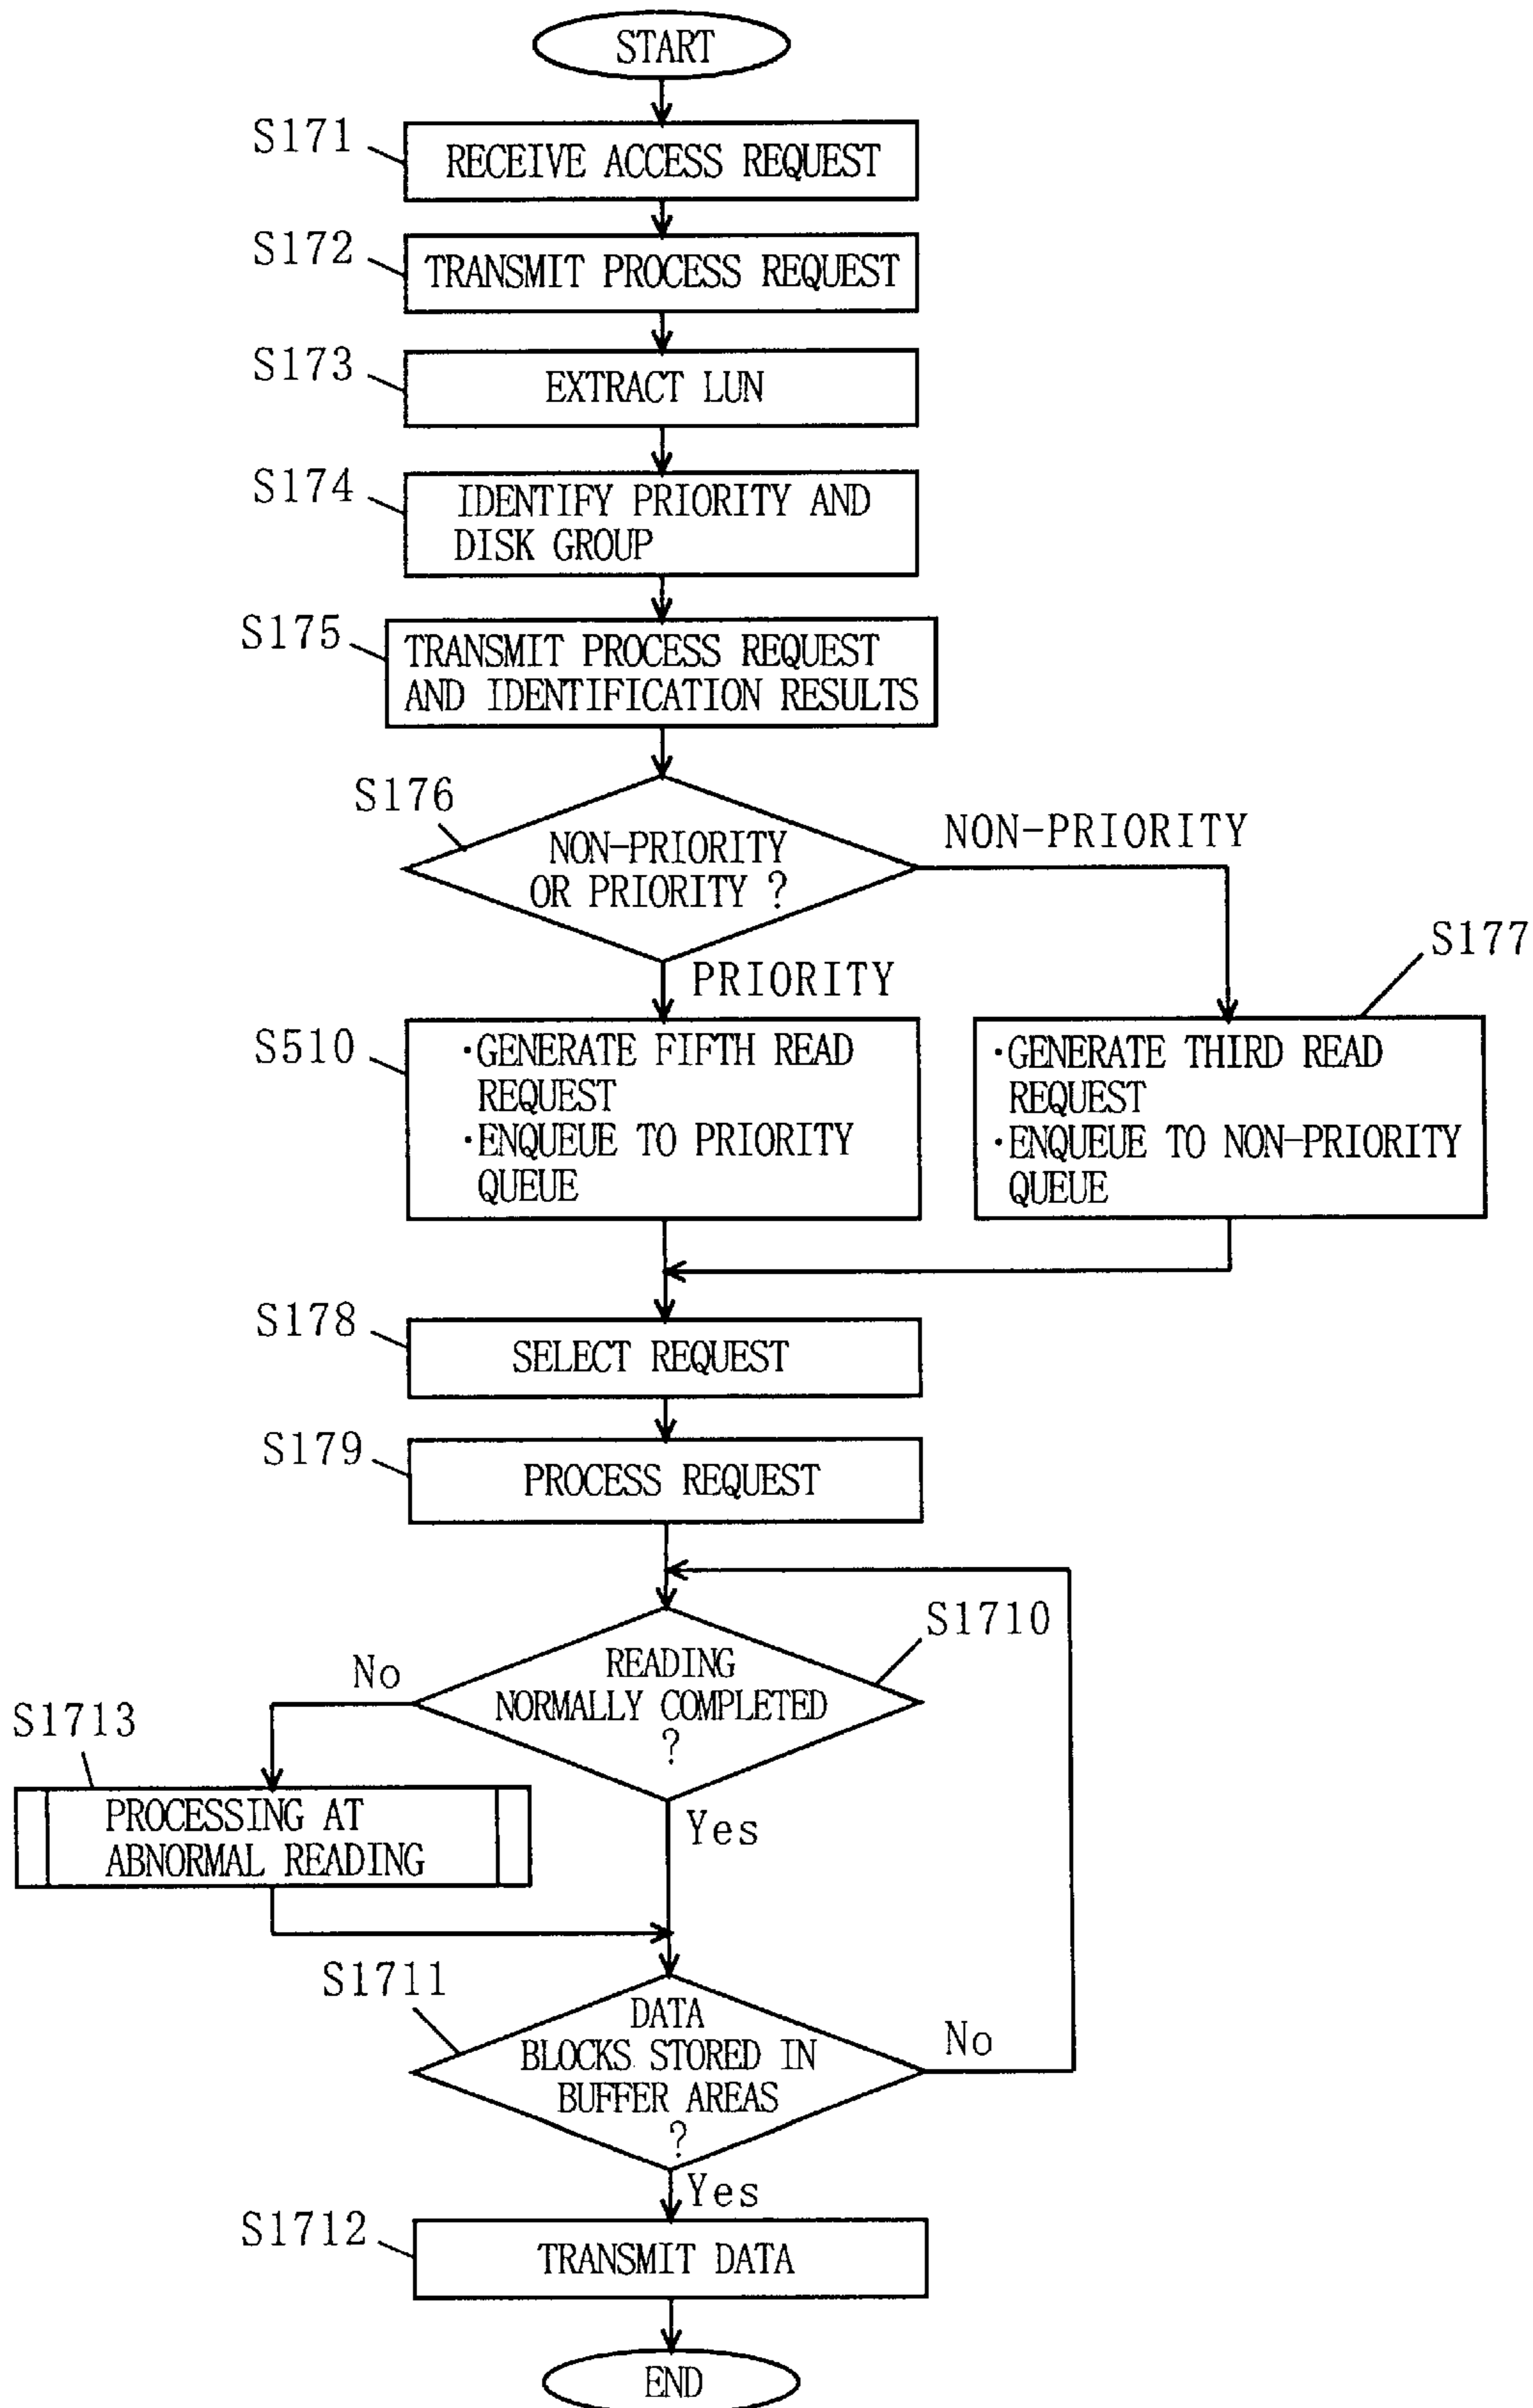 START
S171
RECEIVE ACCESS REQUEST
S172
TRANSMIT PROCESS REQUEST
S173
EXTRACT LUN
S174
IDENTIFY PRIORITY AND
DISK GROUP
S175
TRANSMIT PROCESS REQUEST
AND IDENTIFICATION RESULTS
S176
NON-PRIORITY
OR PRIORITY ?
NON-PRIORITY
PRIORITY
S510
·GENERATE FIFTH READ
REQUEST
·ENQUEUE TO PRIORITY
QUEUE
S177
·GENERATE THIRD READ
REQUEST
·ENQUEUE TO NON-PRIORITY
QUEUE
S178
SELECT REQUEST
S179
PROCESS REQUEST
S1710
READING
NORMALLY COMPLETED
?
No
Yes
S1713
PROCESSING AT
ABNORMAL READING
S1711
DATA
BLOCKS STORED IN
BUFFER AREAS
?
No
Yes
S1712
TRANSMIT DATA
END